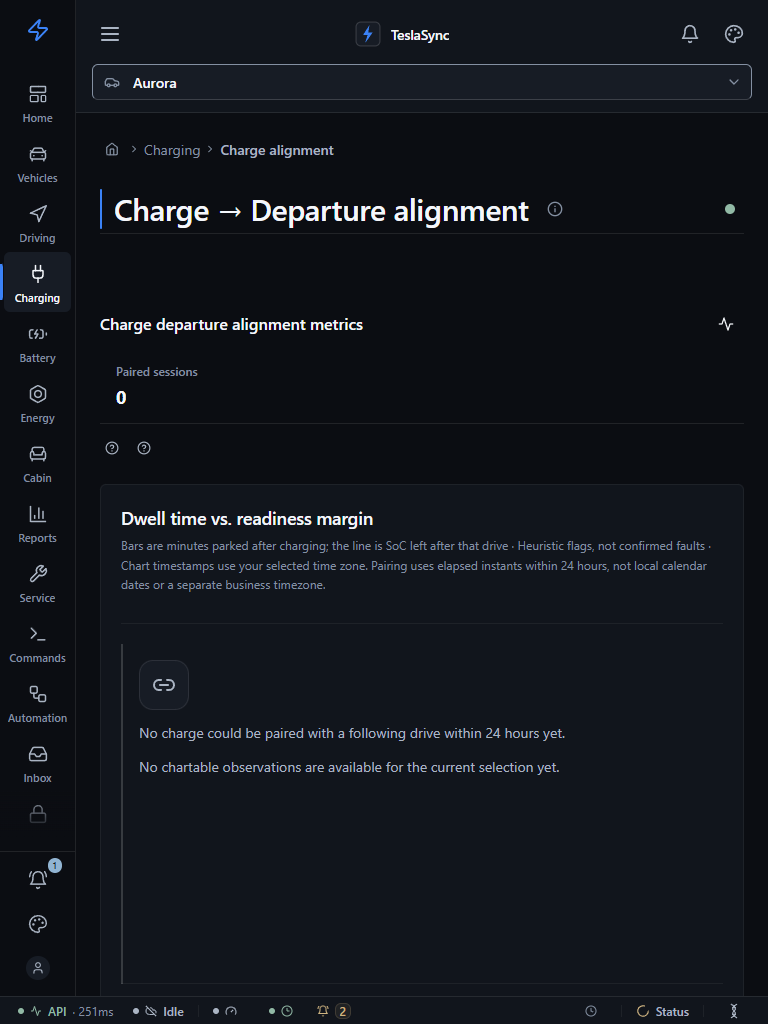 TeslaSync
Aurora
Home
Vehicles
Driving
Charging
Battery
Energy
Cabin
Reports
Service
Commands
Automation
Inbox
1
Charging
Charge alignment
Charge → Departure alignment
Charge departure alignment metrics
Paired sessions
0
Dwell time vs. readiness margin
Bars are minutes parked after charging; the line is SoC left after that drive · Heuristic flags, not confirmed faults ·
Chart timestamps use your selected time zone. Pairing uses elapsed instants within 24 hours, not local calendar
dates or a separate business timezone.
No charge could be paired with a following drive within 24 hours yet.
No chartable observations are available for the current selection yet.
API · 251ms Idle 2 Status